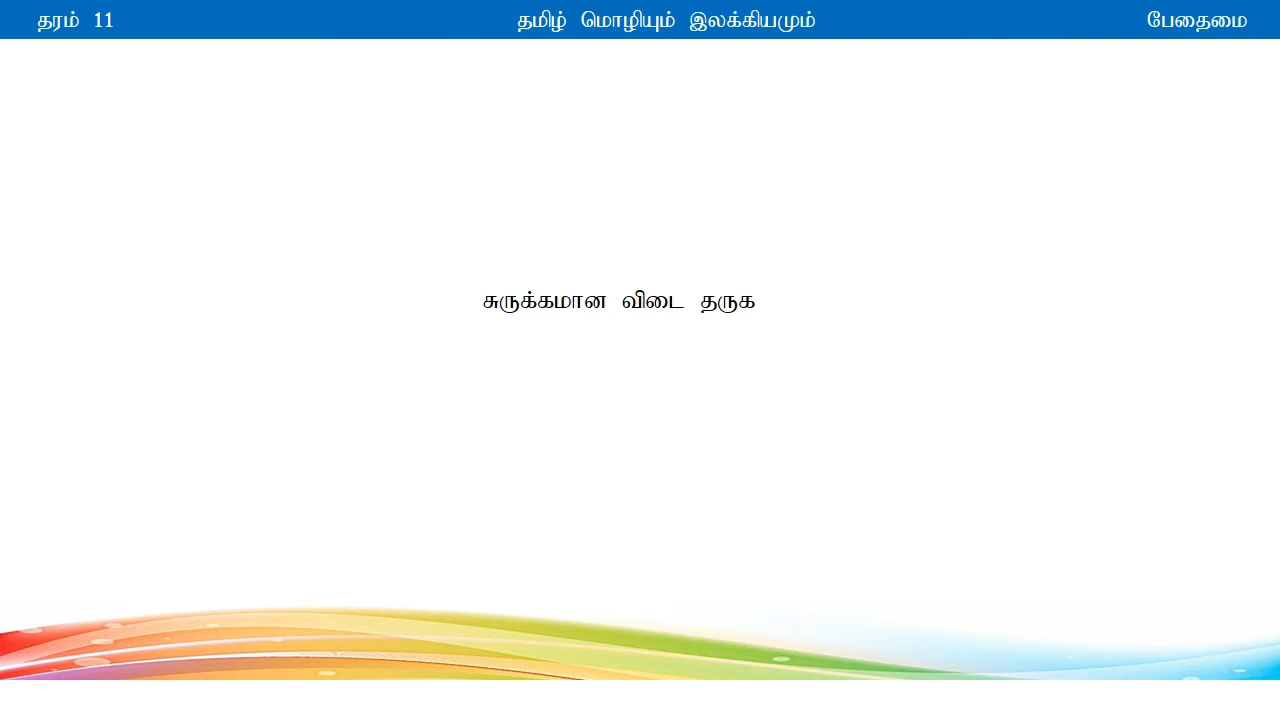 தரம் 11 தமிழ் மொழியும் இலக்கியமும் பேதைமை
சுருக்கமான விடை தருக